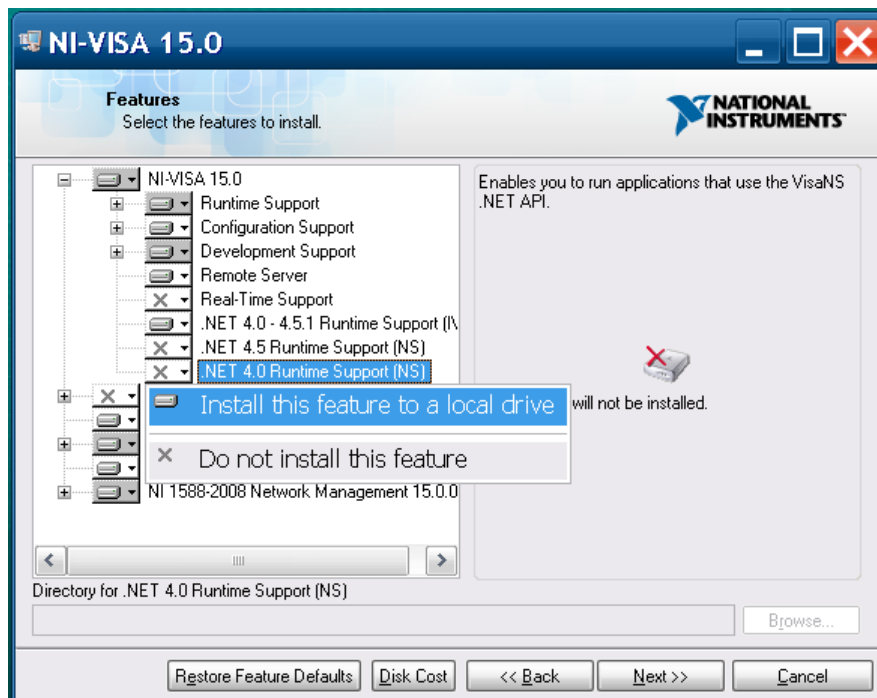 NI-VISA 15.0
Features
Select the features to install.
NATIONAL
INSTRUMENTS
NI-VISA 15.0
Runtime Support
Configuration Support
Development Support
Remote Server
Real-Time Support
.NET 4.0 - 4.5.1 Runtime Support (I\
.NET 4.5 Runtime Support (NS)
.NET 4.0 Runtime Support (NS)
Install this feature to a local drive
Do not install this feature
NI 1588-2008 Network Management 15.0.0
Enables you to run applications that use the VisaNS
.NET API.
will not be installed.
Directory for .NET 4.0 Runtime Support (NS)
Browse...
Restore Feature Defaults
Disk Cost
<< Back
Next >>
Cancel